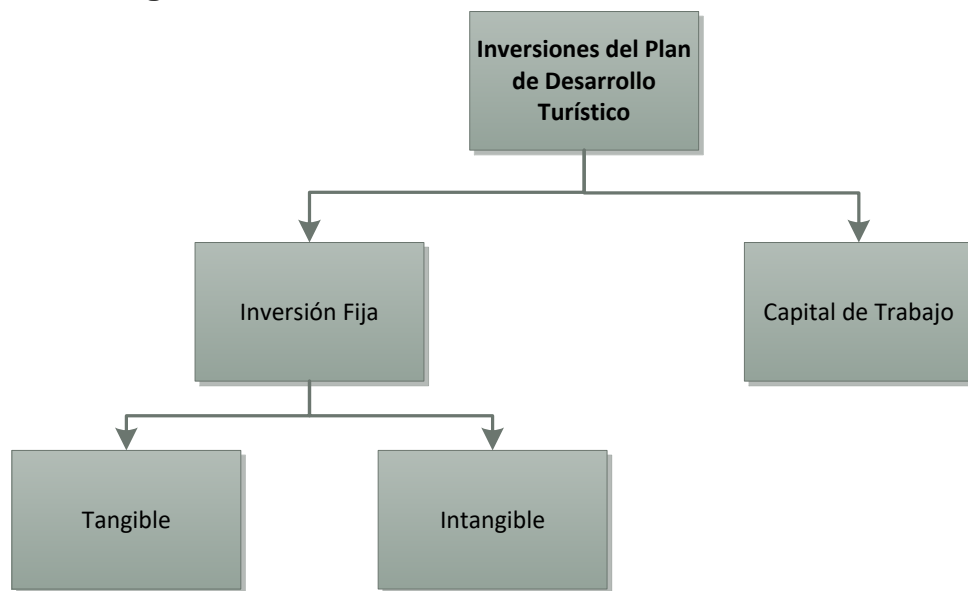 Inversiones del Plan
de Desarrollo
Turístico
Inversión Fija
Capital de Trabajo
Tangible
Intangible